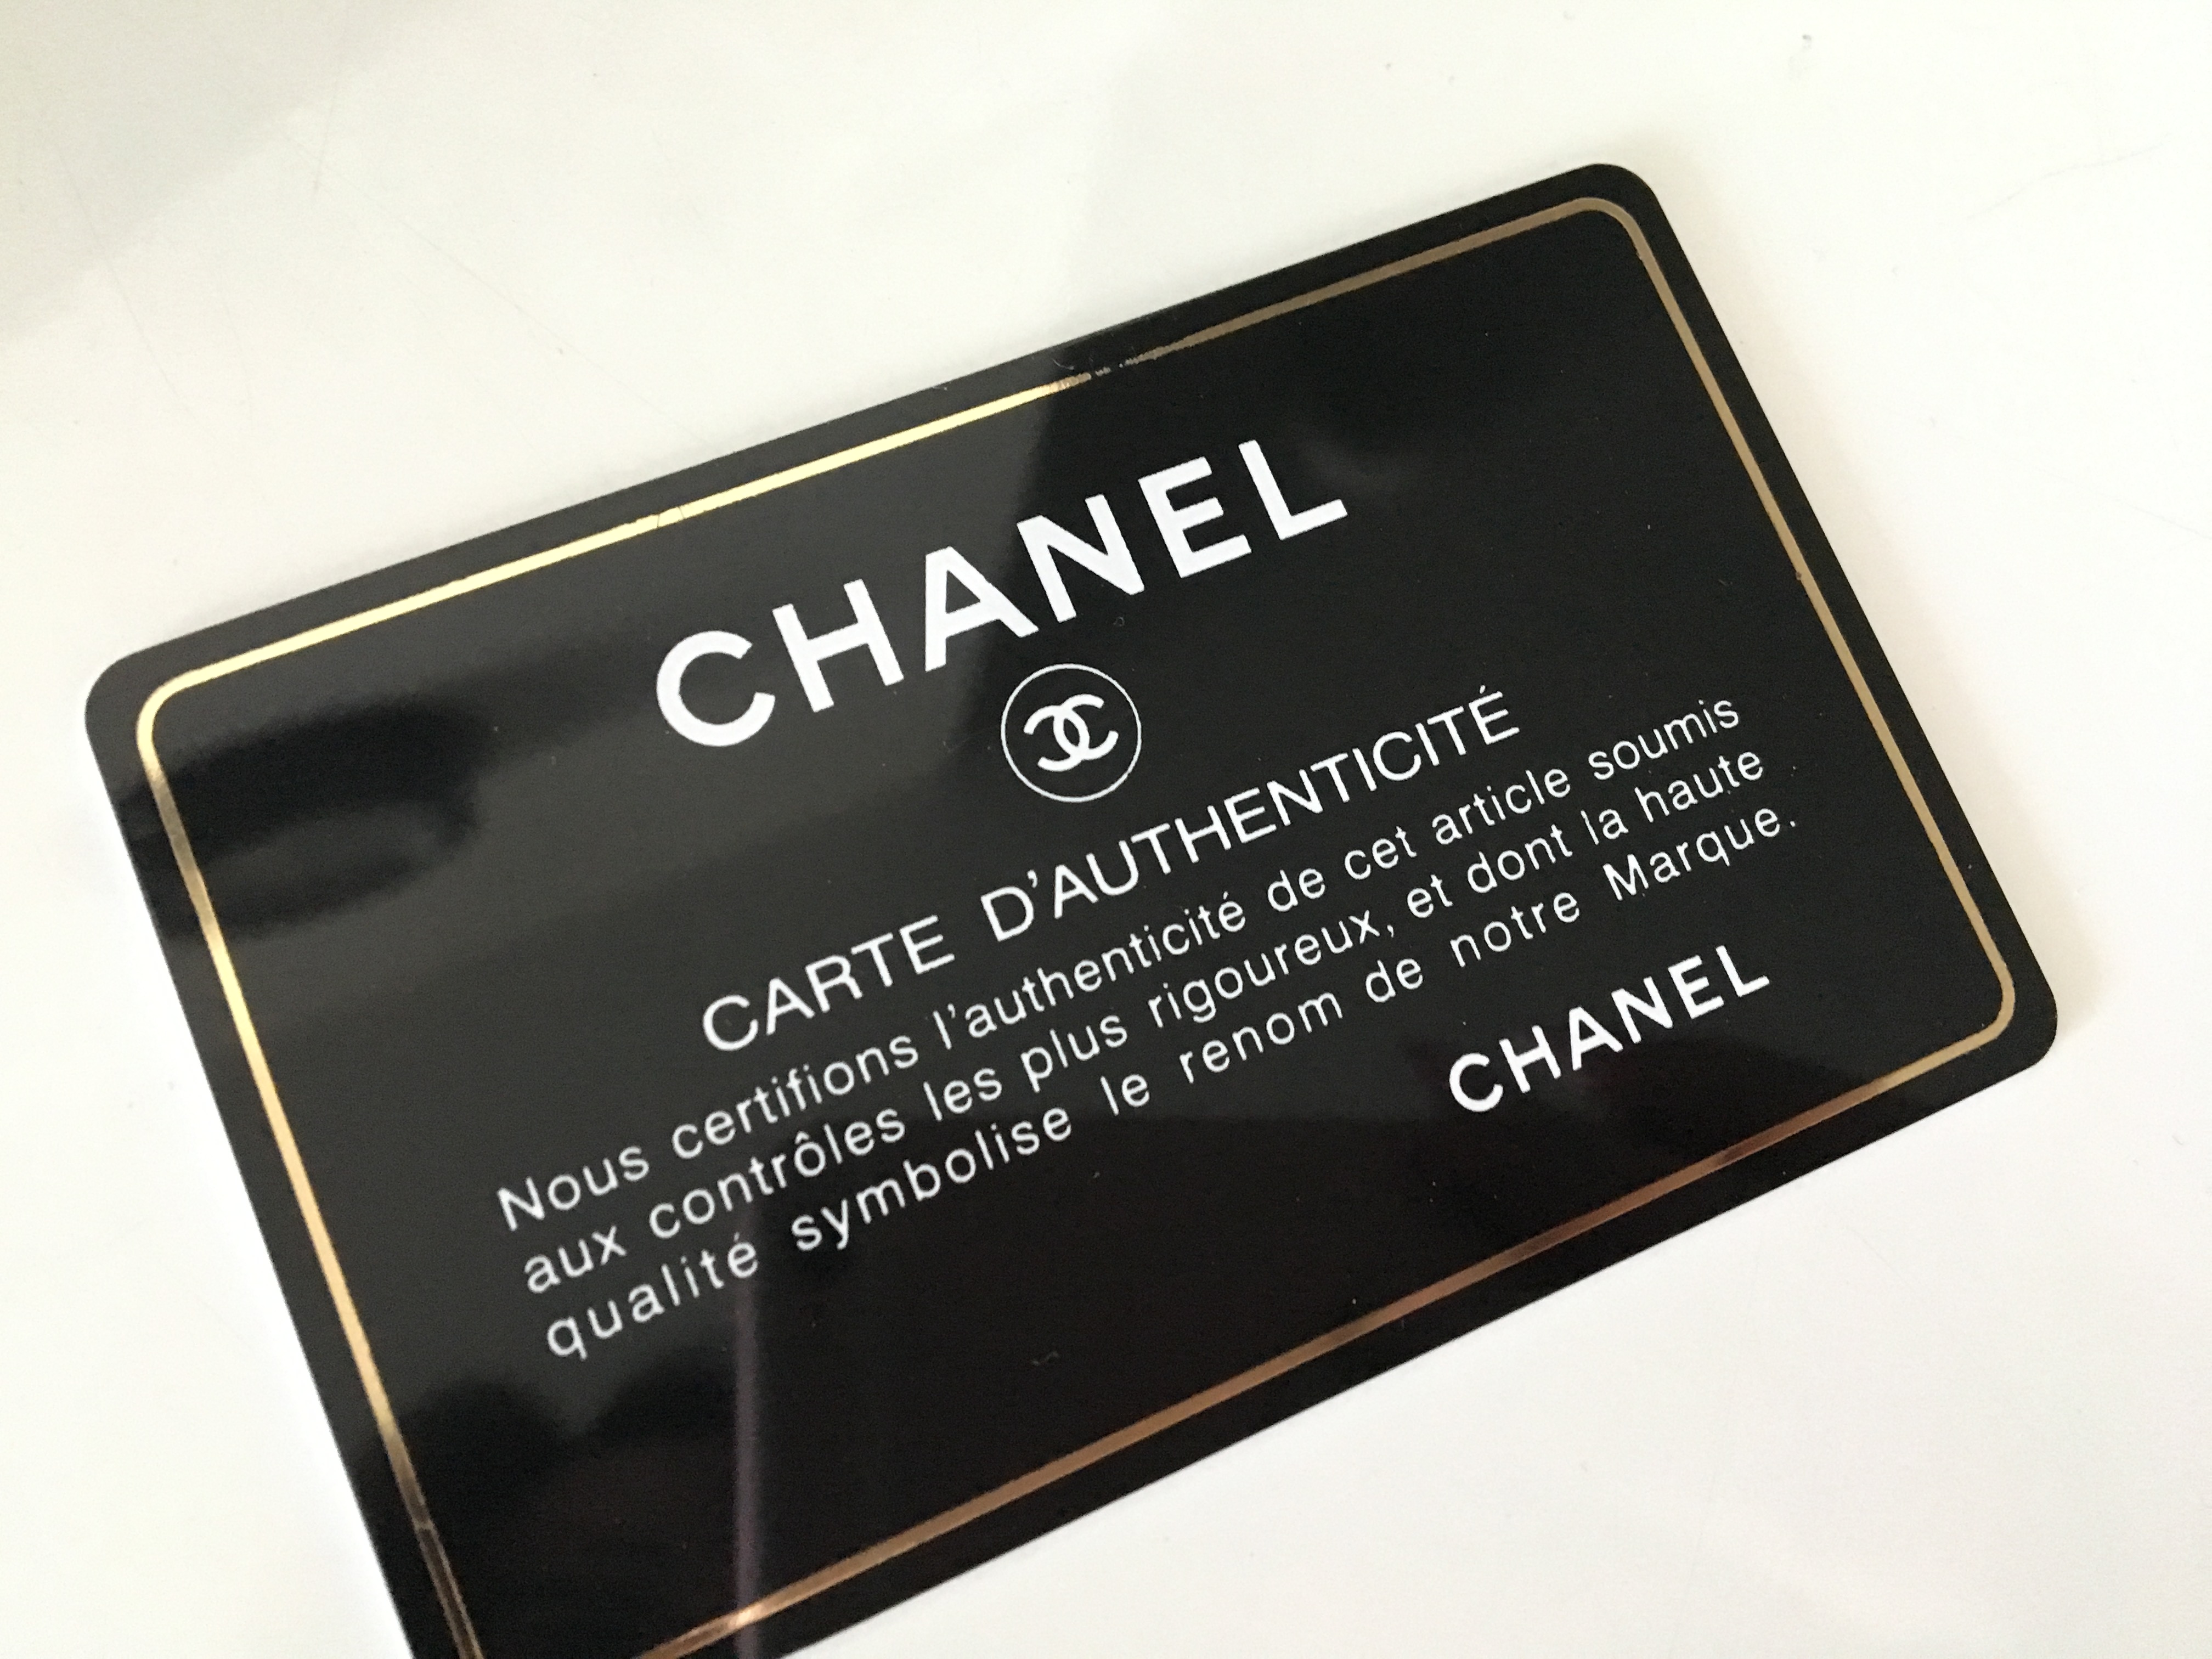 CHANEL
CARTE D'AUTHENTICITÉ
Nous certifions l'authenticité de cet article soumis
aux contrôles les plus rigoureux, et dont la haute
qualité symbolise le renom de notre Marque.
CHANEL